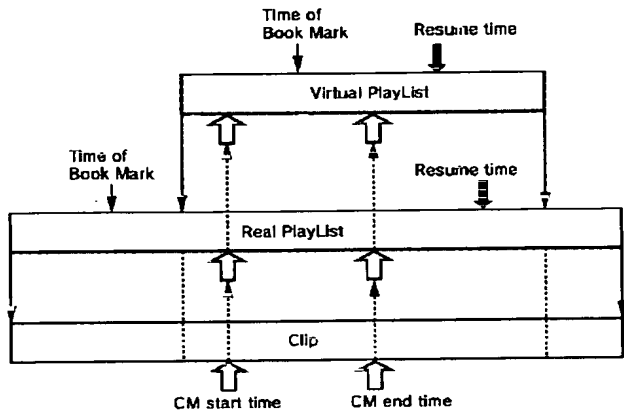 Time of
Book Mark
Resume time
Virtual PlayList
Time of
Book Mark
Resume time
Real PlayList
Clip
CM start time
CM end time